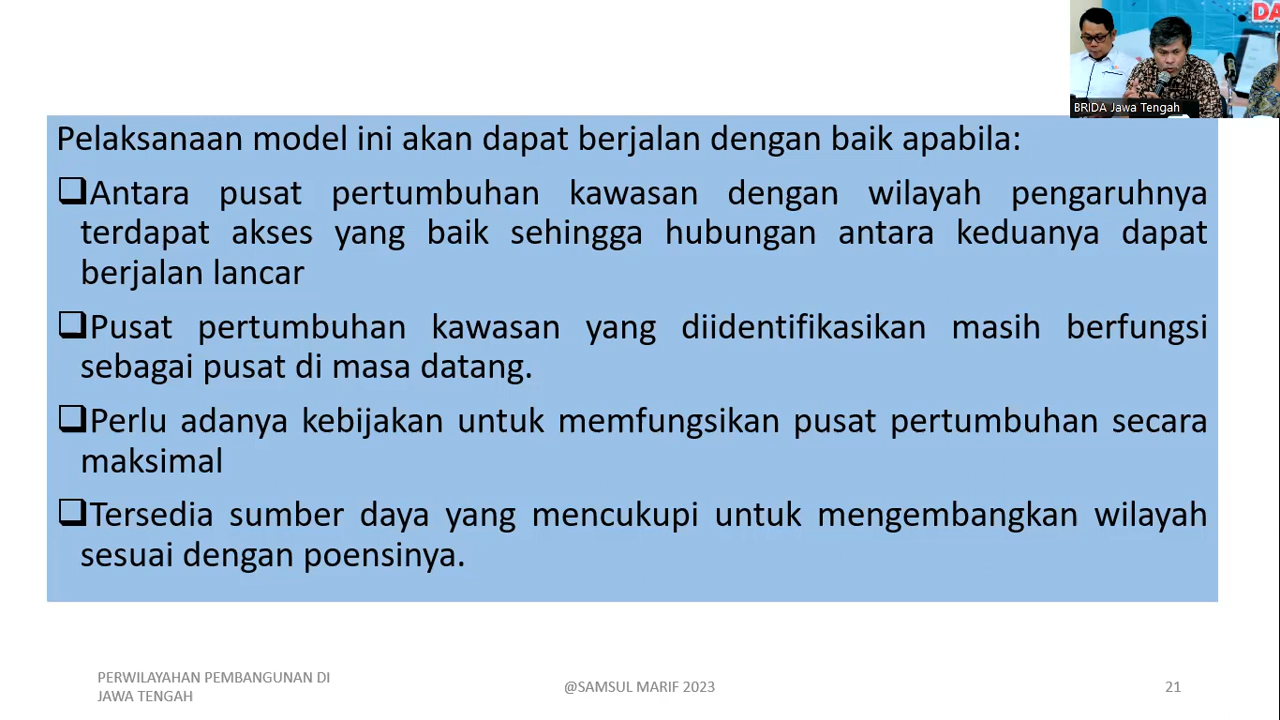 DA
BRIDA Jawa Tengah
Pelaksanaan model ini akan dapat berjalan dengan baik apabila:
❑Antara pusat pertumbuhan kawasan dengan wilayah pengaruhnya
terdapat akses yang baik sehingga hubungan antara keduanya dapat
berjalan lancar
❑Pusat pertumbuhan kawasan yang diidentifikasikan masih berfungsi
sebagai pusat di masa datang.
❑Perlu adanya kebijakan untuk memfungsikan pusat pertumbuhan secara
maksimal
❑Tersedia sumber daya yang mencukupi untuk mengembangkan wilayah
sesuai dengan poensinya.
PERWILAYAHAN PEMBANGUNAN DI
JAWA TENGAH
@SAMSUL MARIF 2023
21